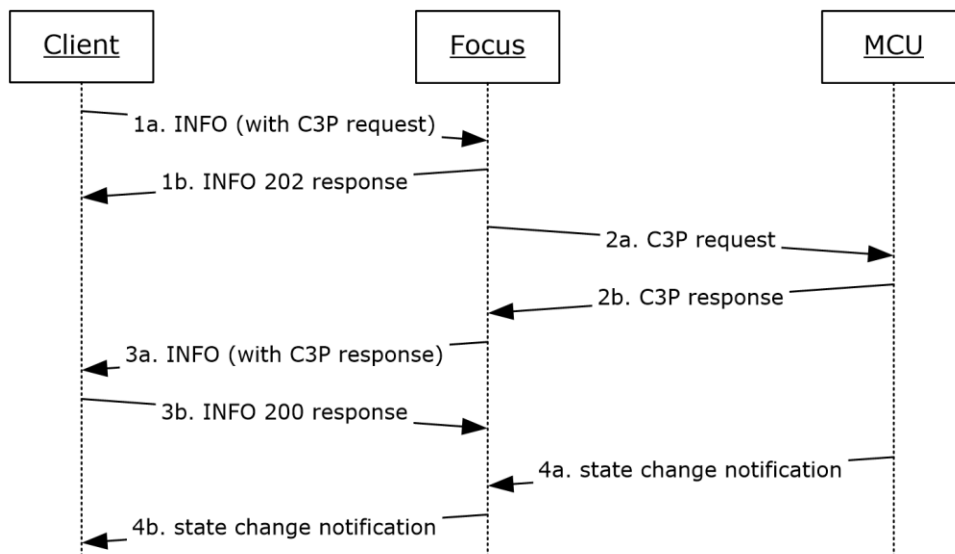 Client
Focus
MCU
1a. INFO (with C3P request)
1b. INFO 202 response
2a. C3P request
2b. C3P response
3a. INFO (with C3P response)
3b. INFO 200 response
4a. state change notification
4b. state change notification